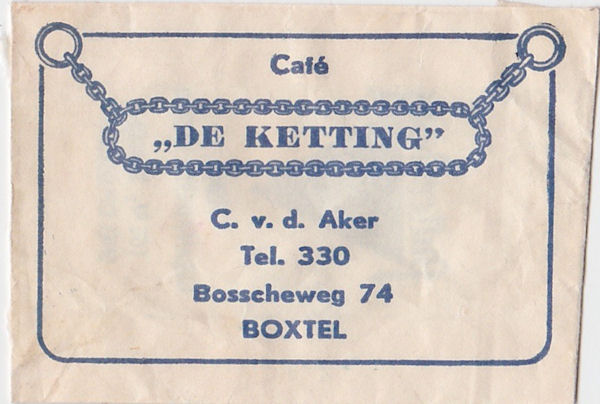 Café
„DE KETTING”
C. v. d. Aker
Tel. 330
Bosscheweg 74
BOXTEL